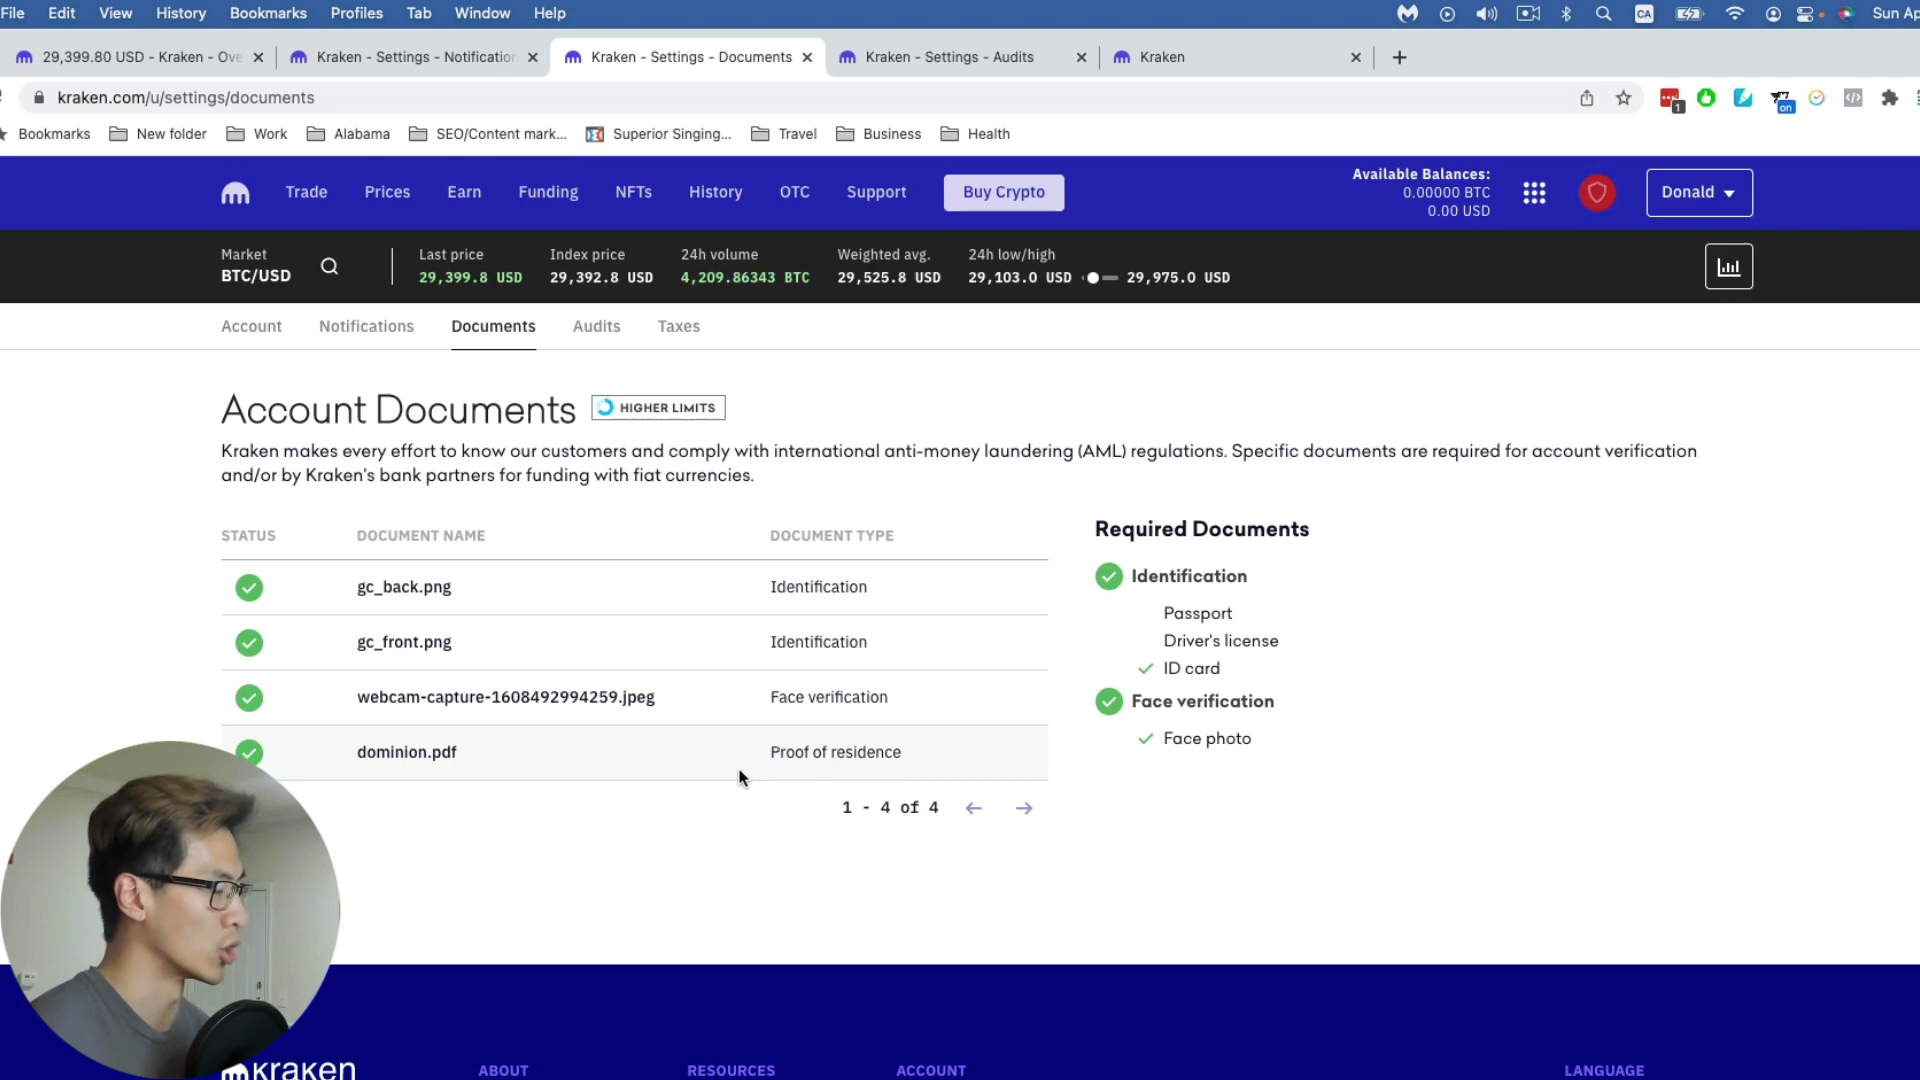 File Edit View History Bookmarks Profiles Tab Window Help CA Sun Ap
29,399.80 USD - Kraken - Ove Kraken - Settings - Notification Kraken - Settings - Documents Kraken - Settings - Audits Kraken
kraken.com/u/settings/documents 1 on
Bookmarks New folder Work Alabama SEO/Content mark... Superior Singing... Travel Business Health
Trade Prices Earn Funding NFTs History OTC Support Buy Crypto Donald
Available Balances:
0.00000 BTC
0.00 USD
Market Last price Index price 24h volume Weighted avg. 24h low/high
BTC/USD 29,399.8 USD 29,392.8 USD 4,209.86343 BTC 29,525.8 USD 29,103.0 USD 29,975.0 USD
Account Notifications Documents Audits Taxes
Account Documents HIGHER LIMITS
Kraken makes every effort to know our customers and comply with international anti-money laundering (AML) regulations. Specific documents are required for account verification
and/or by Kraken's bank partners for funding with fiat currencies.
STATUS DOCUMENT NAME DOCUMENT TYPE
gc_back.png Identification
gc_front.png Identification
webcam-capture-1608492994259.jpeg Face verification
dominion.pdf Proof of residence
1 - 4 of 4
Required Documents
Identification
Passport
Driver's license
ID card
Face verification
Face photo
kraken ABOUT RESOURCES ACCOUNT LANGUAGE